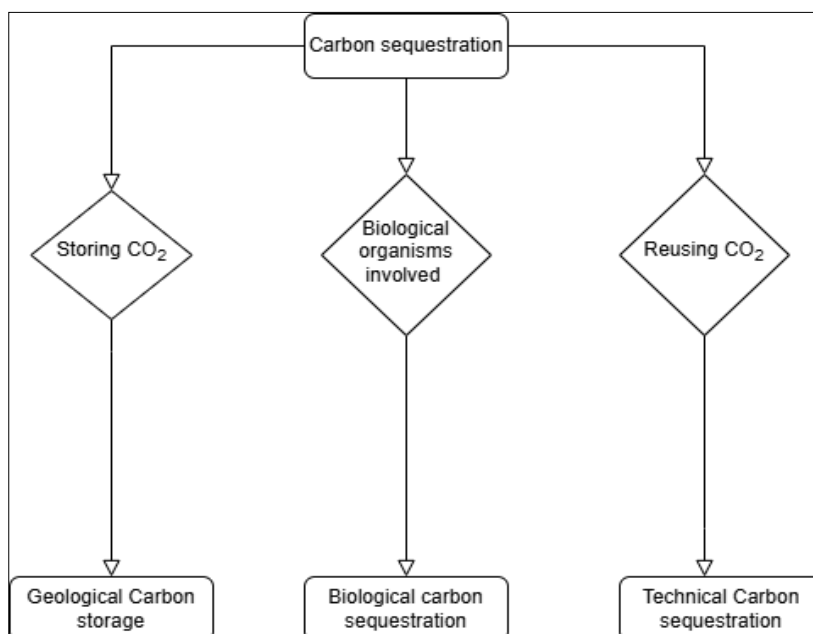 Carbon sequestration
Storing CO₂
Biological
organisms
involved
Reusing CO₂
Geological Carbon
storage
Biological carbon
sequestration
Technical Carbon
sequestration